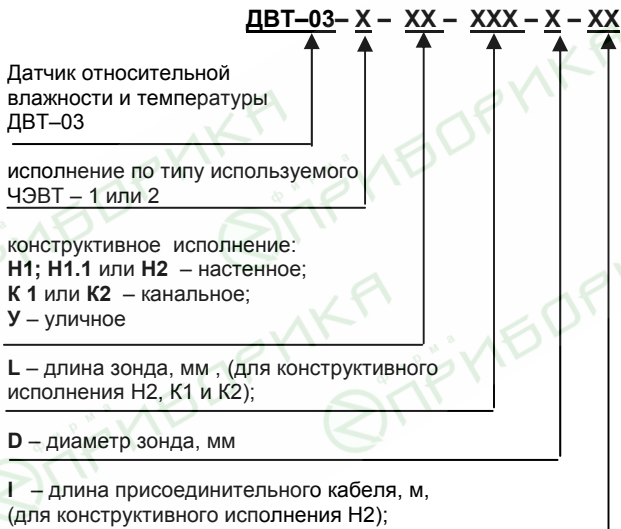 ДВТ–03– Х – ХХ – ХХХ – Х – ХХ
Датчик относительной
влажности и температуры
ДВТ–03
исполнение по типу используемого
ЧЭВТ – 1 или 2
конструктивное исполнение:
Н1; Н1.1 или Н2 – настенное;
К 1 или К2 – канальное;
У – уличное
L – длина зонда, мм , (для конструктивного
исполнения Н2, К1 и К2);
D – диаметр зонда, мм
l – длина присоединительного кабеля, м,
(для конструктивного исполнения Н2);
фирма
ПРИБОРИКА